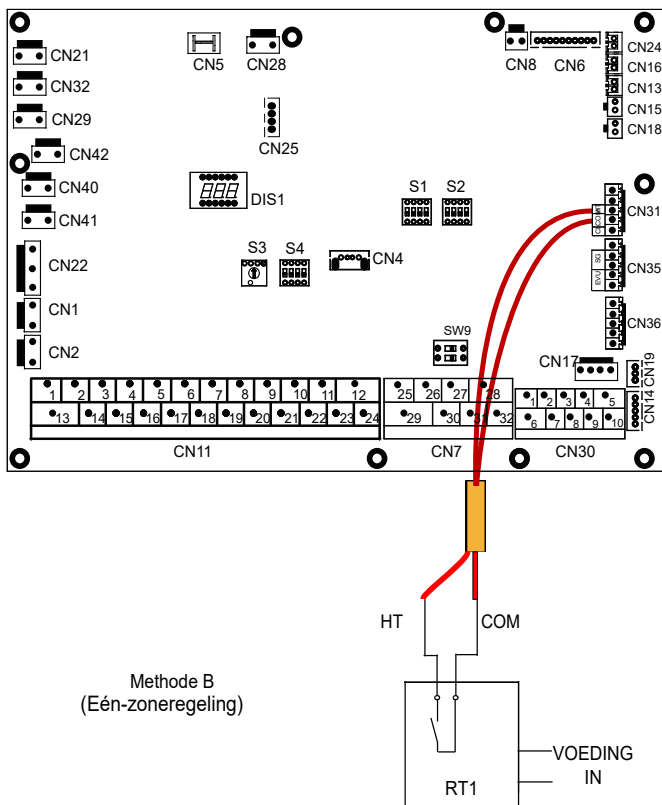 CN21
CN5
CN28
CN8
CN6
CN24
CN32
CN16
CN13
CN29
CN15
CN25
CN18
CN42
CN40
DIS1
S1 S2
CN31
CN41
COM
CN22
S3 S4
CN4
SG
EVU
CN35
CN1
SW9
CN36
CN2
CN17
CN19
CN14
1 2 3 4 5 6 7 8 9 10 11 12
25 26 27 28
1 2 3 4 5
13 14 15 16 17 18 19 20 21 22 23 24
29 30 31 32
6 7 8 9 10
CN11
CN7
CN30
HT
COM
Methode B
(Eén-zoneregeling)
VOEDING
IN
RT1